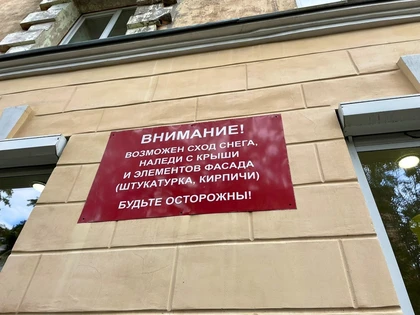 ВНИМАНИЕ!
ВОЗМОЖЕН СХОД СНЕГА,
НАЛЕДИ С КРЫШИ
И ЭЛЕМЕНТОВ ФАСАДА
(ШТУКАТУРКА, КИРПИЧИ)
БУДЬТЕ ОСТОРОЖНЫ!